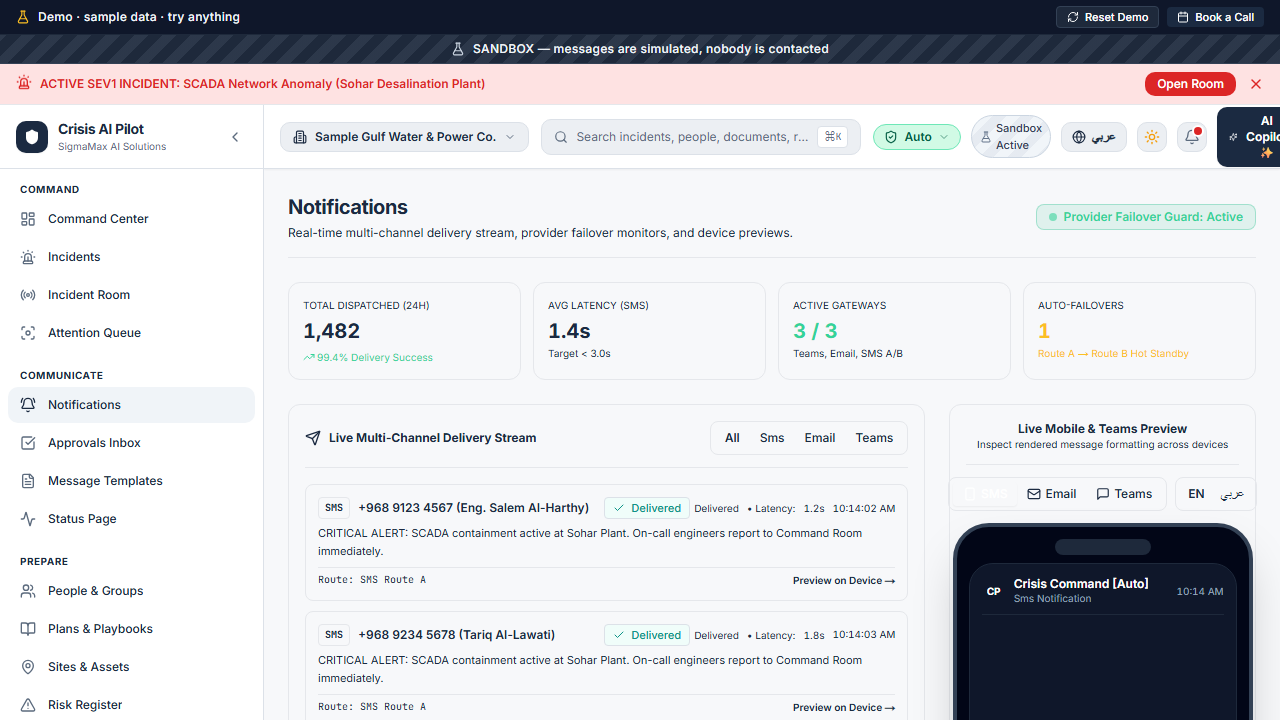 Demo · sample data · try anything
Reset Demo
Book a Call
SANDBOX — messages are simulated, nobody is contacted
ACTIVE SEV1 INCIDENT: SCADA Network Anomaly (Sohar Desalination Plant)
Open Room
Crisis AI Pilot
SigmaMax AI Solutions
Sample Gulf Water & Power Co.
Search incidents, people, documents, r...
⌘K
Auto
Sandbox
Active
عربي
AI
Copilo
✨
COMMAND
Command Center
Incidents
Incident Room
Attention Queue
COMMUNICATE
Notifications
Approvals Inbox
Message Templates
Status Page
PREPARE
People & Groups
Plans & Playbooks
Sites & Assets
Risk Register
Notifications
Real-time multi-channel delivery stream, provider failover monitors, and device previews.
Provider Failover Guard: Active
TOTAL DISPATCHED (24H)
1,482
99.4% Delivery Success
AVG LATENCY (SMS)
1.4s
Target < 3.0s
ACTIVE GATEWAYS
3 / 3
Teams, Email, SMS A/B
AUTO-FAILOVERS
1
Route A → Route B Hot Standby
Live Multi-Channel Delivery Stream
All Sms Email Teams
SMS +968 9123 4567 (Eng. Salem Al-Harthy) Delivered Delivered • Latency: 1.2s 10:14:02 AM
CRITICAL ALERT: SCADA containment active at Sohar Plant. On-call engineers report to Command Room
immediately.
Route: SMS Route A Preview on Device →
SMS +968 9234 5678 (Tariq Al-Lawati) Delivered Delivered • Latency: 1.8s 10:14:03 AM
CRITICAL ALERT: SCADA containment active at Sohar Plant. On-call engineers report to Command Room
immediately.
Route: SMS Route A Preview on Device →
Live Mobile & Teams Preview
Inspect rendered message formatting across devices
SMS Email Teams EN عربي
CP Crisis Command [Auto] 10:14 AM
Sms Notification